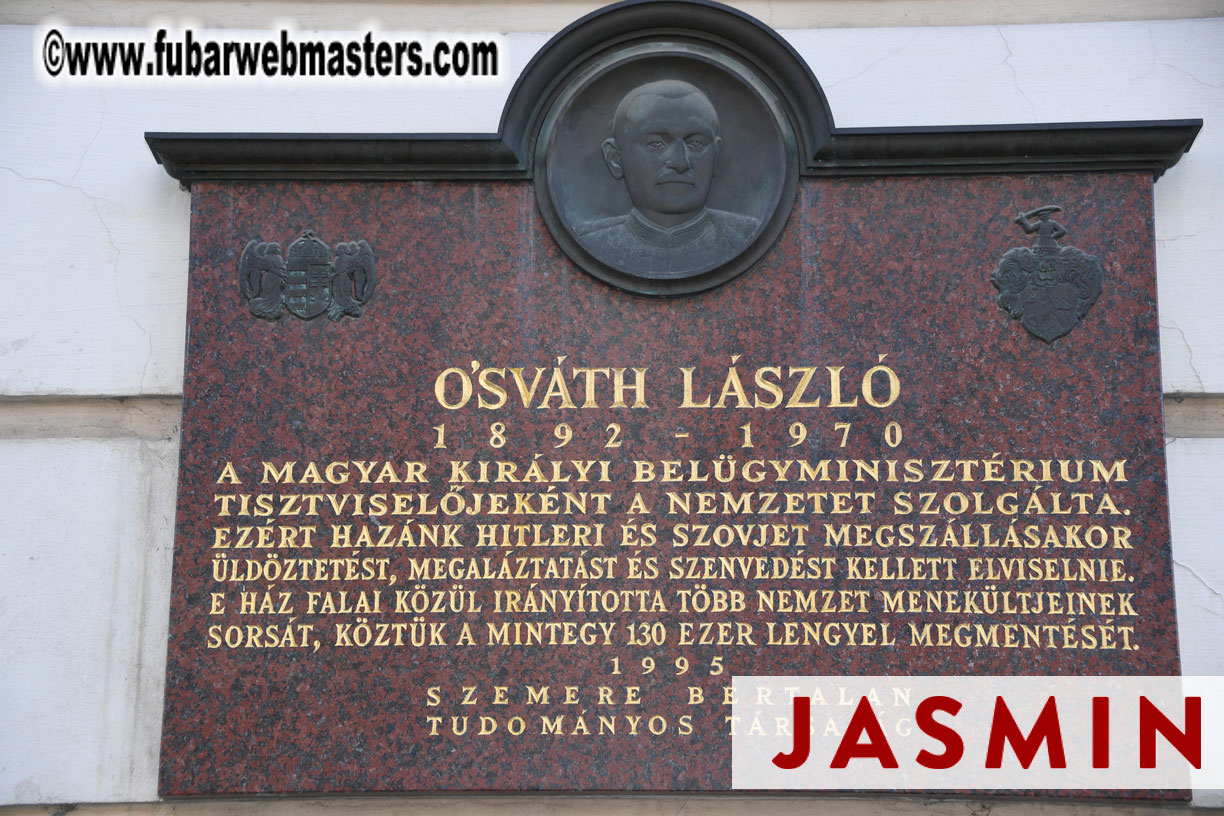 ©www.fubarwebmasters.com
O'SVÁTH LÁSZLÓ
1892 - 1970
A MAGYAR KIRÁLYI BELÜGYMINISZTÉRIUM
TISZTVISELŐJEKÉNT A NEMZETET SZOLGÁLTA.
EZÉRT HAZÁNK HITLERI ÉS SZOVJET MEGSZÁLLÁSAKOR
ÜLDÖZTETÉST, MEGALÁZTATÁST ÉS SZENVEDÉST KELLETT ELVISELNIE.
E HÁZ FALAI KÖZÜL IRÁNYÍTOTTA TÖBB NEMZET MENEKÜLTJEINEK
SORSÁT, KÖZTÜK A MINTEGY 130 EZER LENGYEL MEGMENTÉSÉT.
1995
SZEMERE BERTALAN
TUDOMÁNYOS TÁRSASÁG
JASMIN